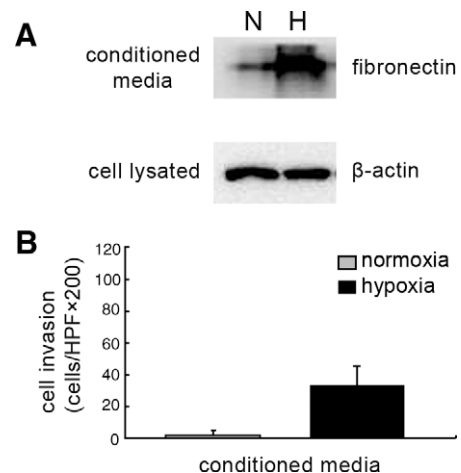 A
N H
conditioned
media
fibronectin
cell lysated
β-actin
B
cell invasion
(cells/HPF×200)
120
100
80
60
40
20
0
normoxia
hypoxia
conditioned media